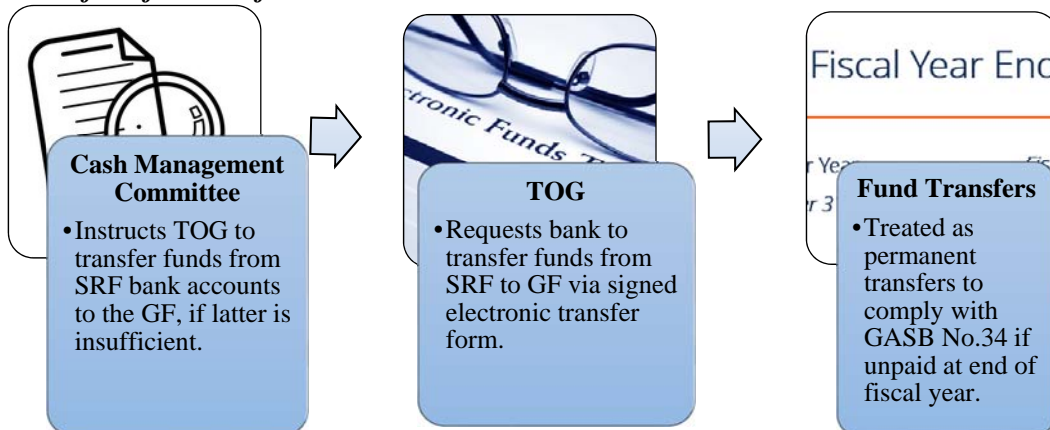 Cash Management
Committee
•Instructs TOG to
transfer funds from
SRF bank accounts
to the GF, if latter is
insufficient.
ctronic Funds T
TOG
•Requests bank to
transfer funds from
SRF to GF via signed
electronic transfer
form.
Fiscal Year End
r Year
r 3
Fund Transfers
•Treated as
permanent
transfers to
comply with
GASB No.34 if
unpaid at end of
fiscal year.